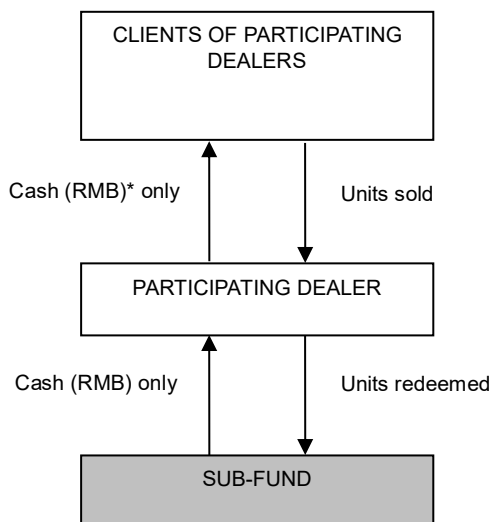 CLIENTS OF PARTICIPATING
DEALERS
Cash (RMB)* only
Units sold
PARTICIPATING DEALER
Cash (RMB) only
Units redeemed
SUB-FUND